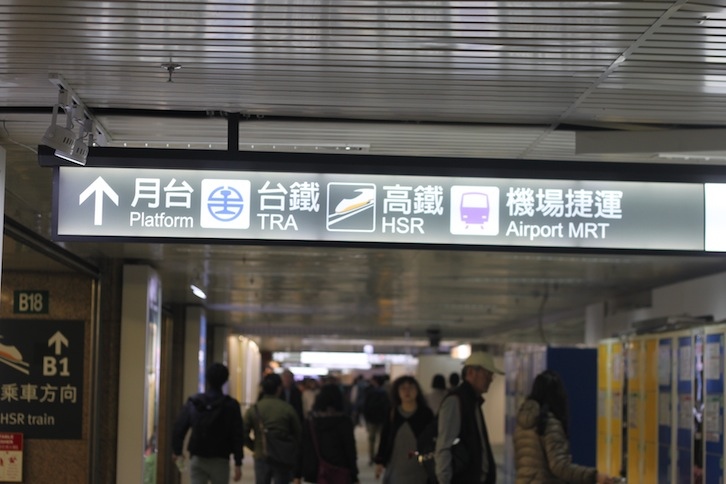 月台
Platform
台鐵
TRA
高鐵
HSR
機場捷運
Airport MRT
B18
B1
乘車方向
HSR train